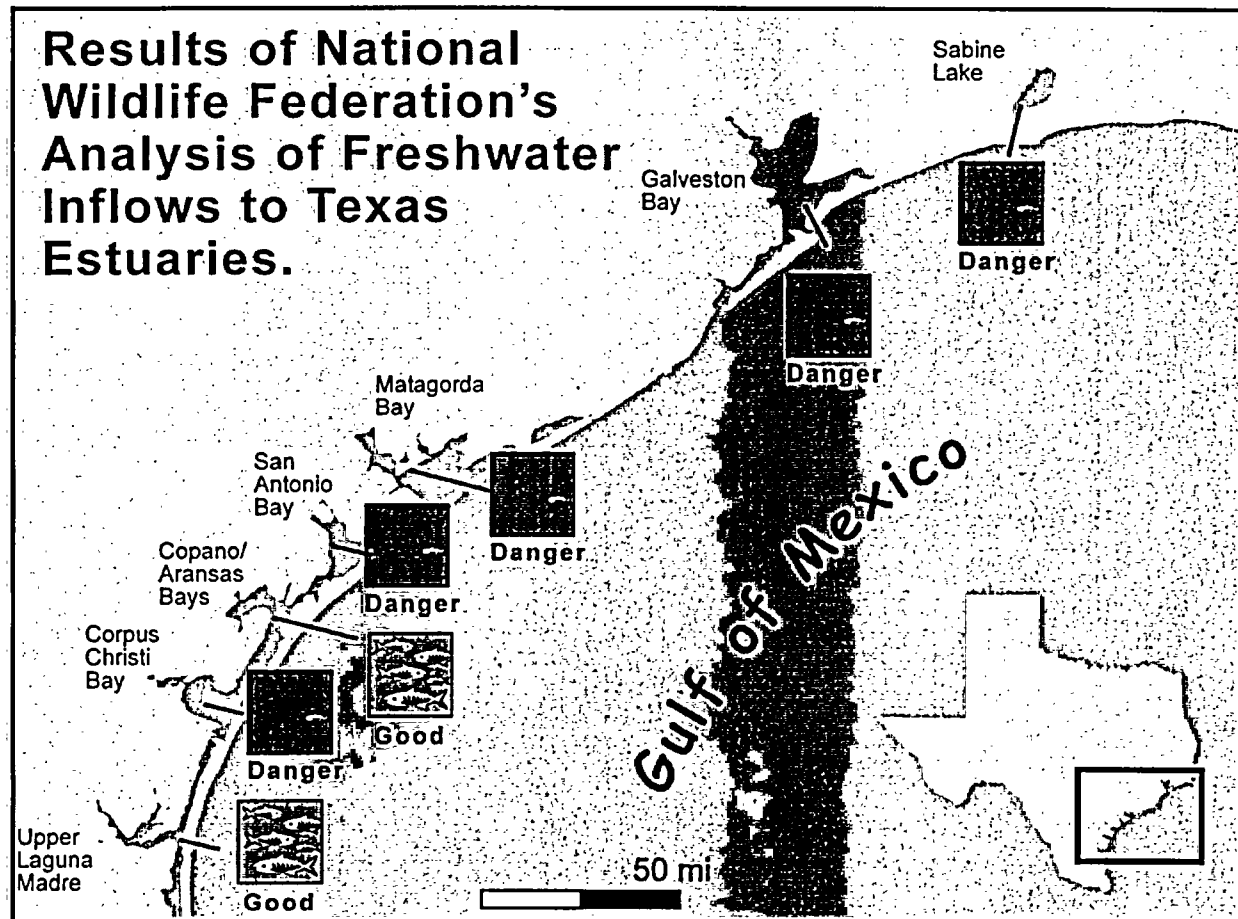 Results of National
Wildlife Federation's
Analysis of Freshwater
Inflows to Texas
Estuaries.
Sabine
Lake
Danger
Galveston
Bay
Danger
Matagorda
Bay
Danger
San
Antonio
Bay
Danger
Copano/
Aransas
Bays
Good
Corpus
Christi
Bay
Danger
Upper
Laguna
Madre
Good
Gulf of Mexico
50 mi